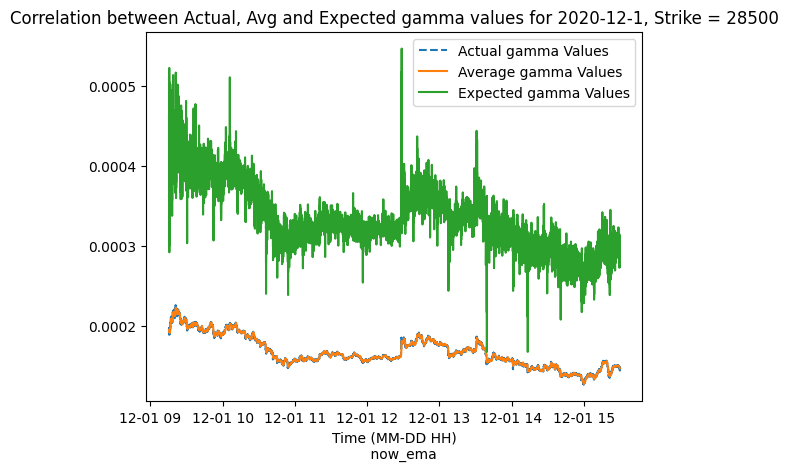 Correlation between Actual, Avg and Expected gamma values for 2020-12-1, Strike = 28500
Actual gamma Values
Average gamma Values
Expected gamma Values
0.0005
0.0004
0.0003
0.0002
12-01 09 12-01 10 12-01 11 12-01 12 12-01 13 12-01 14 12-01 15
Time (MM-DD HH)
now_ema